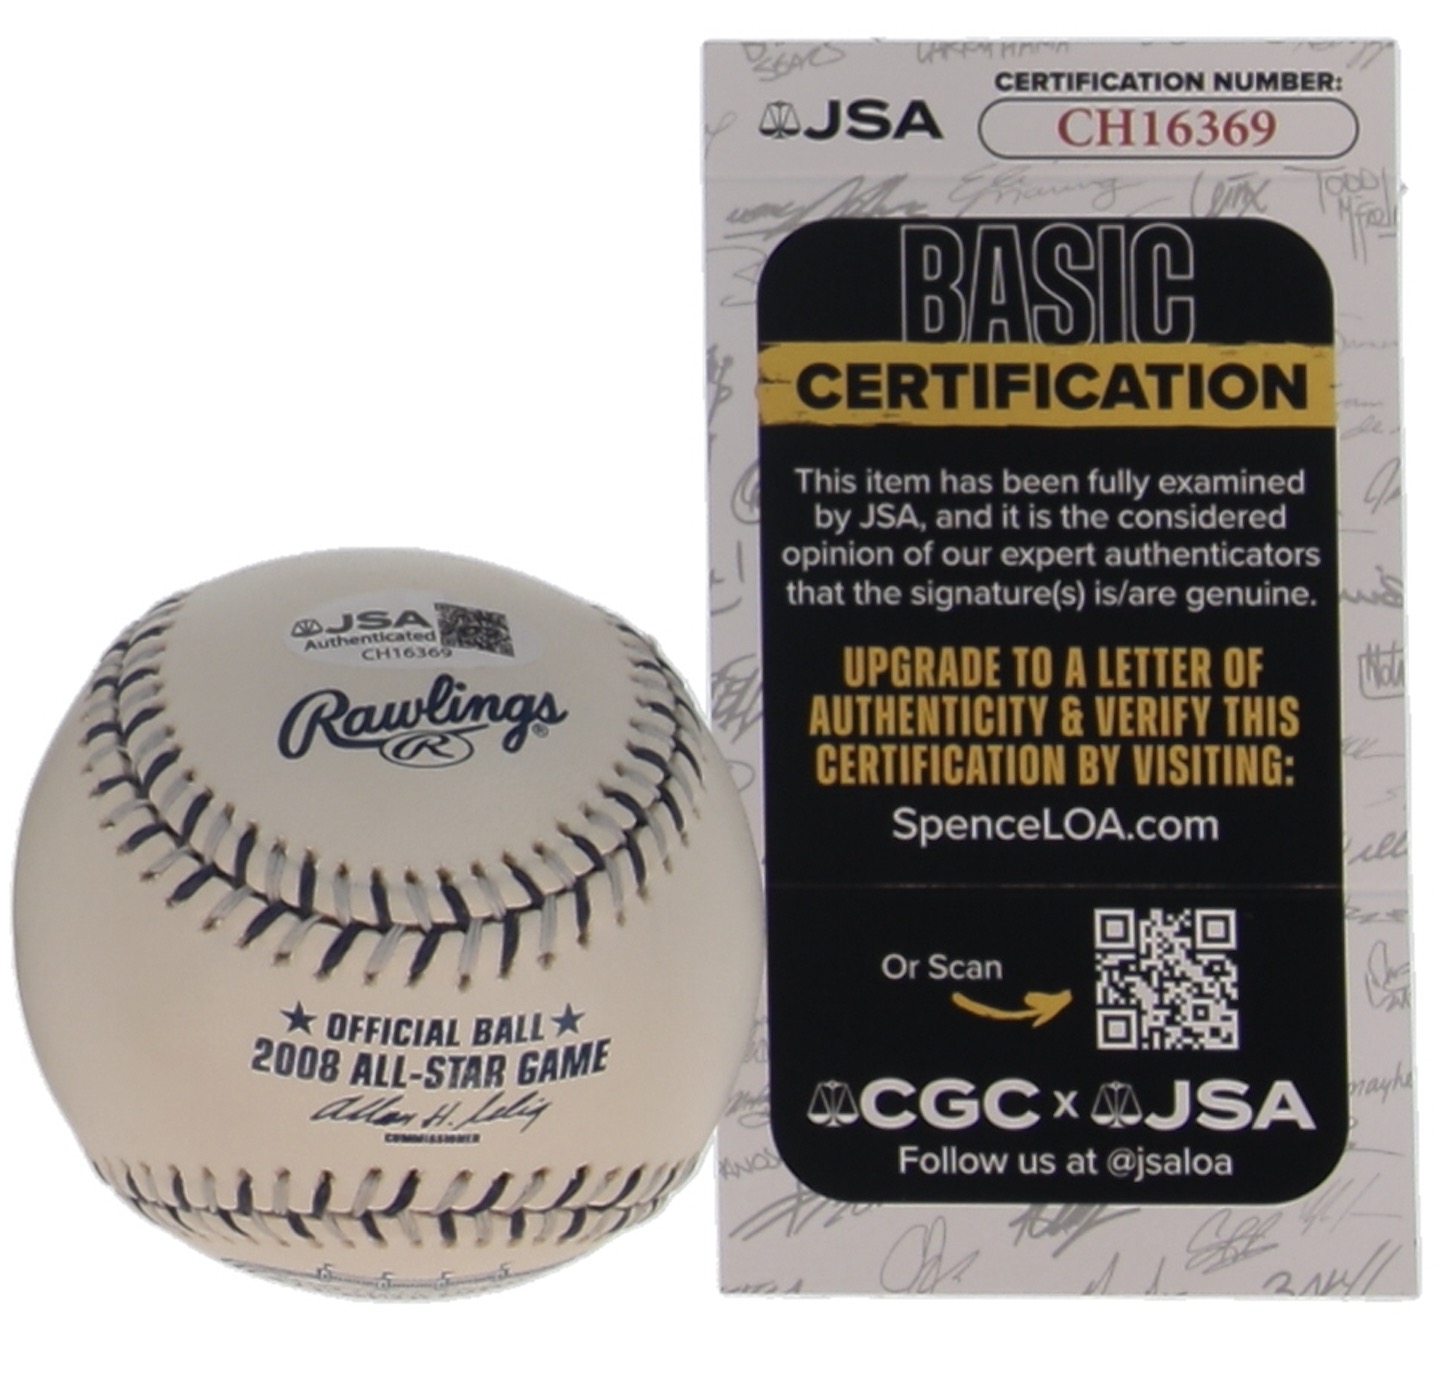 JSA
CERTIFICATION NUMBER:
CH16369
BASIC
CERTIFICATION
This item has been fully examined
by JSA, and it is the considered
opinion of our expert authenticators
that the signature(s) is/are genuine.
UPGRADE TO A LETTER OF
AUTHENTICITY & VERIFY THIS
CERTIFICATION BY VISITING:
SpenceLOA.com
Or Scan
CGC x JSA
Follow us at @jsaloa
JSA
Authenticated
CH16369
Rawlings®
R
★ OFFICIAL BALL ★
2008 ALL-STAR GAME
Allan H. Selig
COMMISSIONER